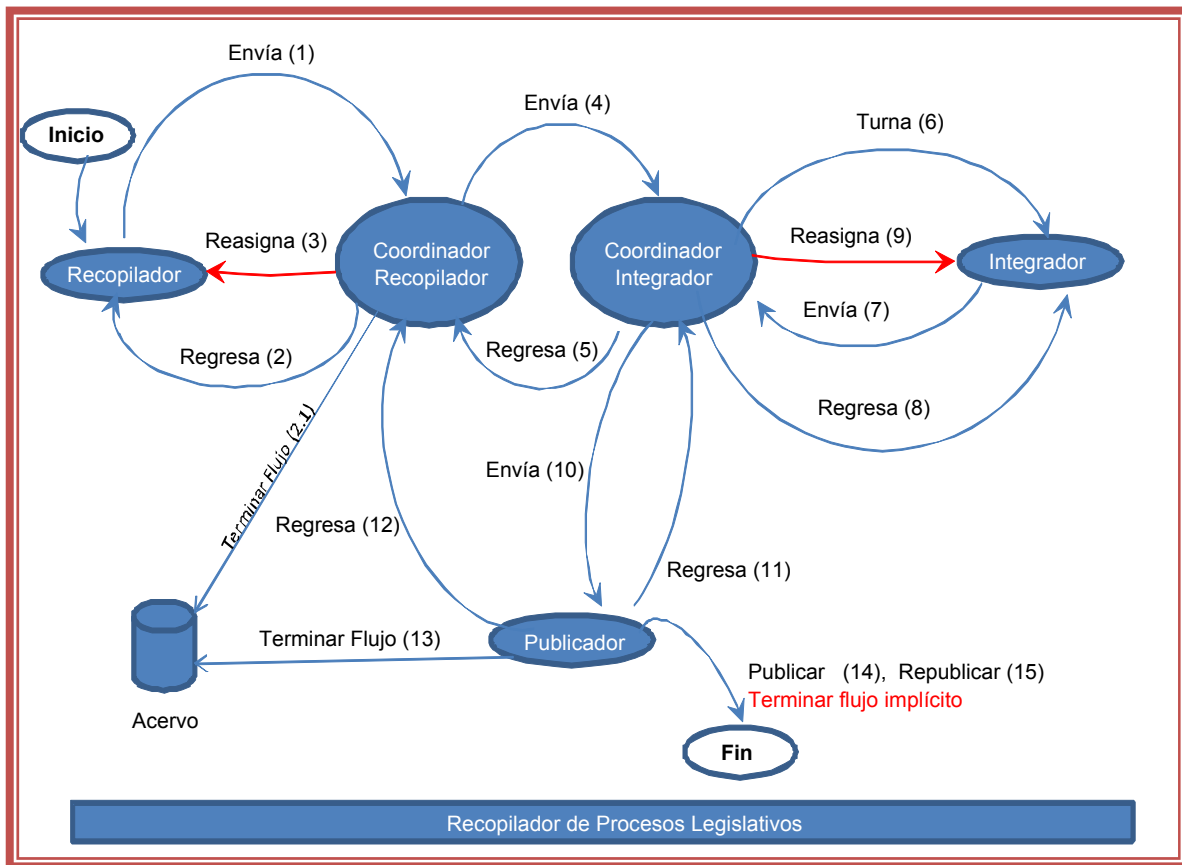 Envía (1)
Envía (4)
Turna (6)
Inicio
Reasigna (3)
Coordinador
Recopilador
Coordinador
Integrador
Reasigna (9)
Recopilador
Integrador
Envía (7)
Regresa (2)
Regresa (5)
Regresa (8)
Terminar Flujo (2.1)
Envía (10)
Regresa (12)
Regresa (11)
Terminar Flujo (13)
Publicador
Publicar (14), Republicar (15)
Terminar flujo implícito
Acervo
Fin
Recopilador de Procesos Legislativos